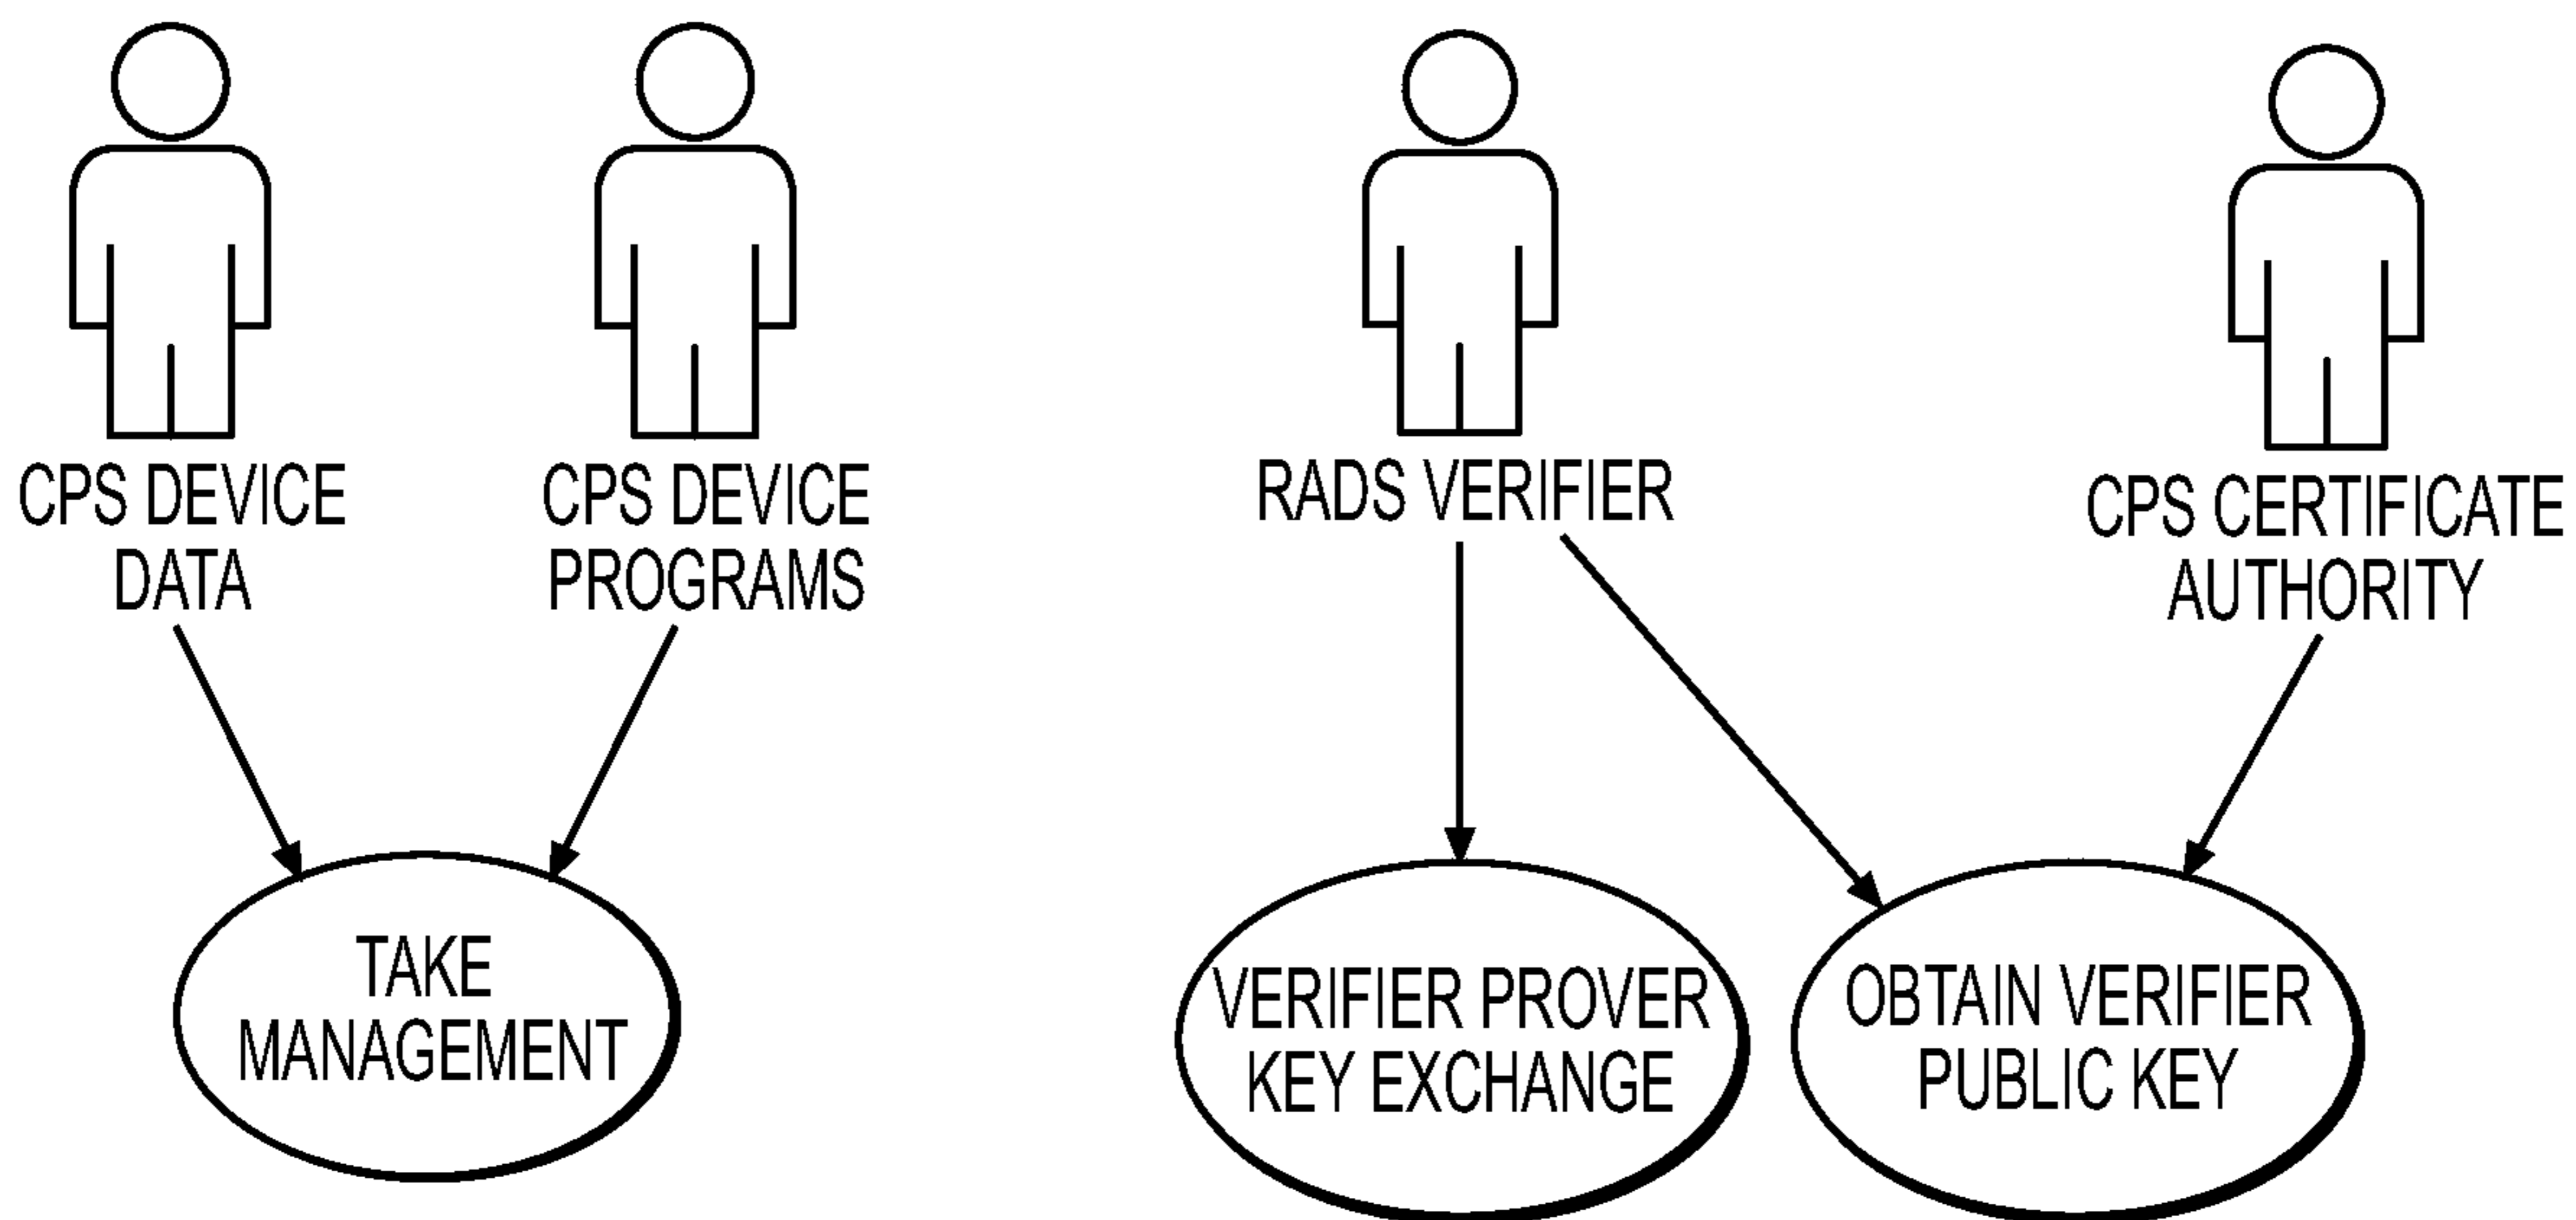 CPS DEVICE
DATA
CPS DEVICE
PROGRAMS
RADS VERIFIER
CPS CERTIFICATE
AUTHORITY
TAKE
MANAGEMENT
VERIFIER PROVER
KEY EXCHANGE
OBTAIN VERIFIER
PUBLIC KEY